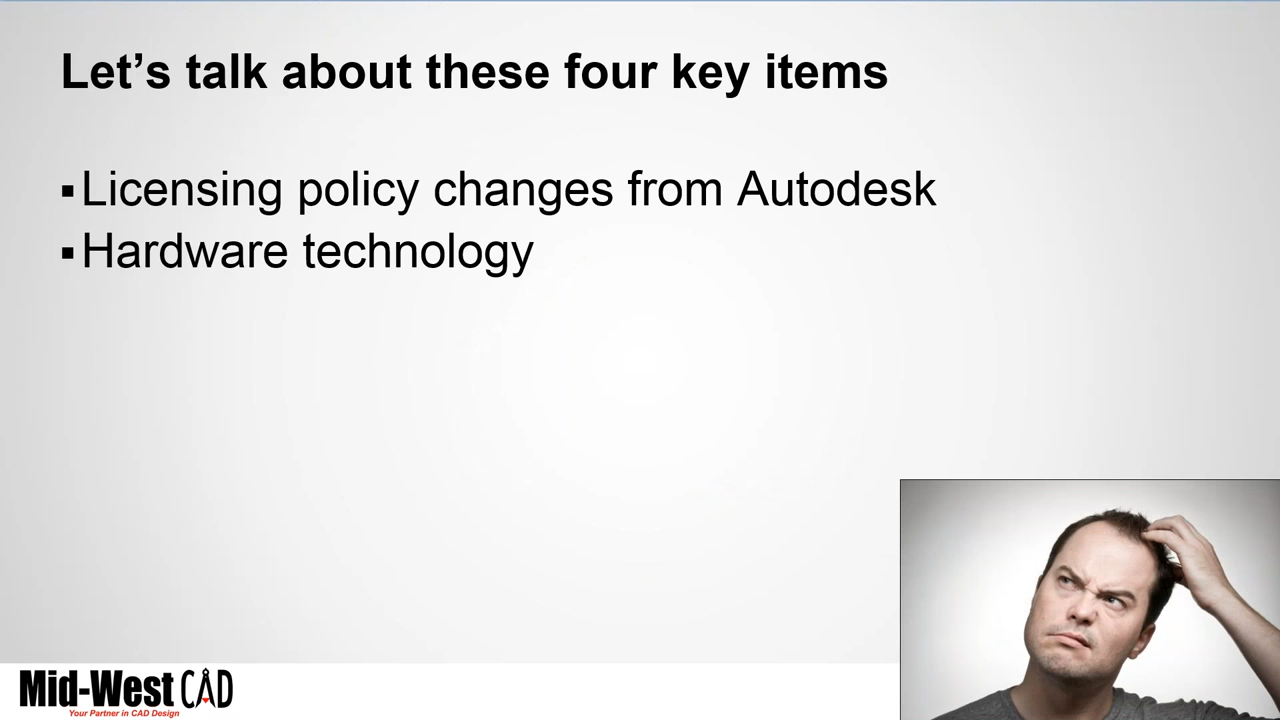 Let’s talk about these four key items
▪Licensing policy changes from Autodesk
▪Hardware technology
Mid-West CAD
Your Partner in CAD Design